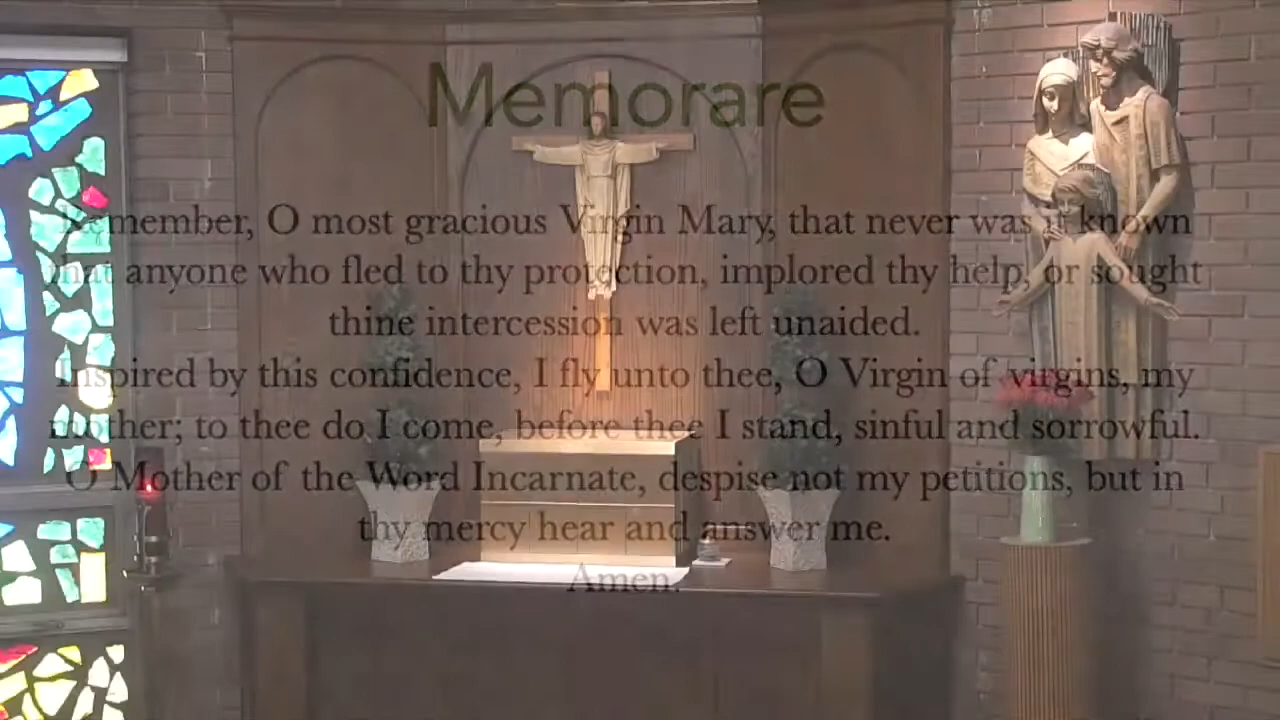 Memorare
Remember, O most gracious Virgin Mary, that never was it known
that anyone who fled to thy protection, implored thy help, or sought
thine intercession was left unaided.
Inspired by this confidence, I fly unto thee, O Virgin of virgins, my
mother; to thee do I come, before thee I stand, sinful and sorrowful.
O Mother of the Word Incarnate, despise not my petitions, but in
thy mercy hear and answer me.
Amen.